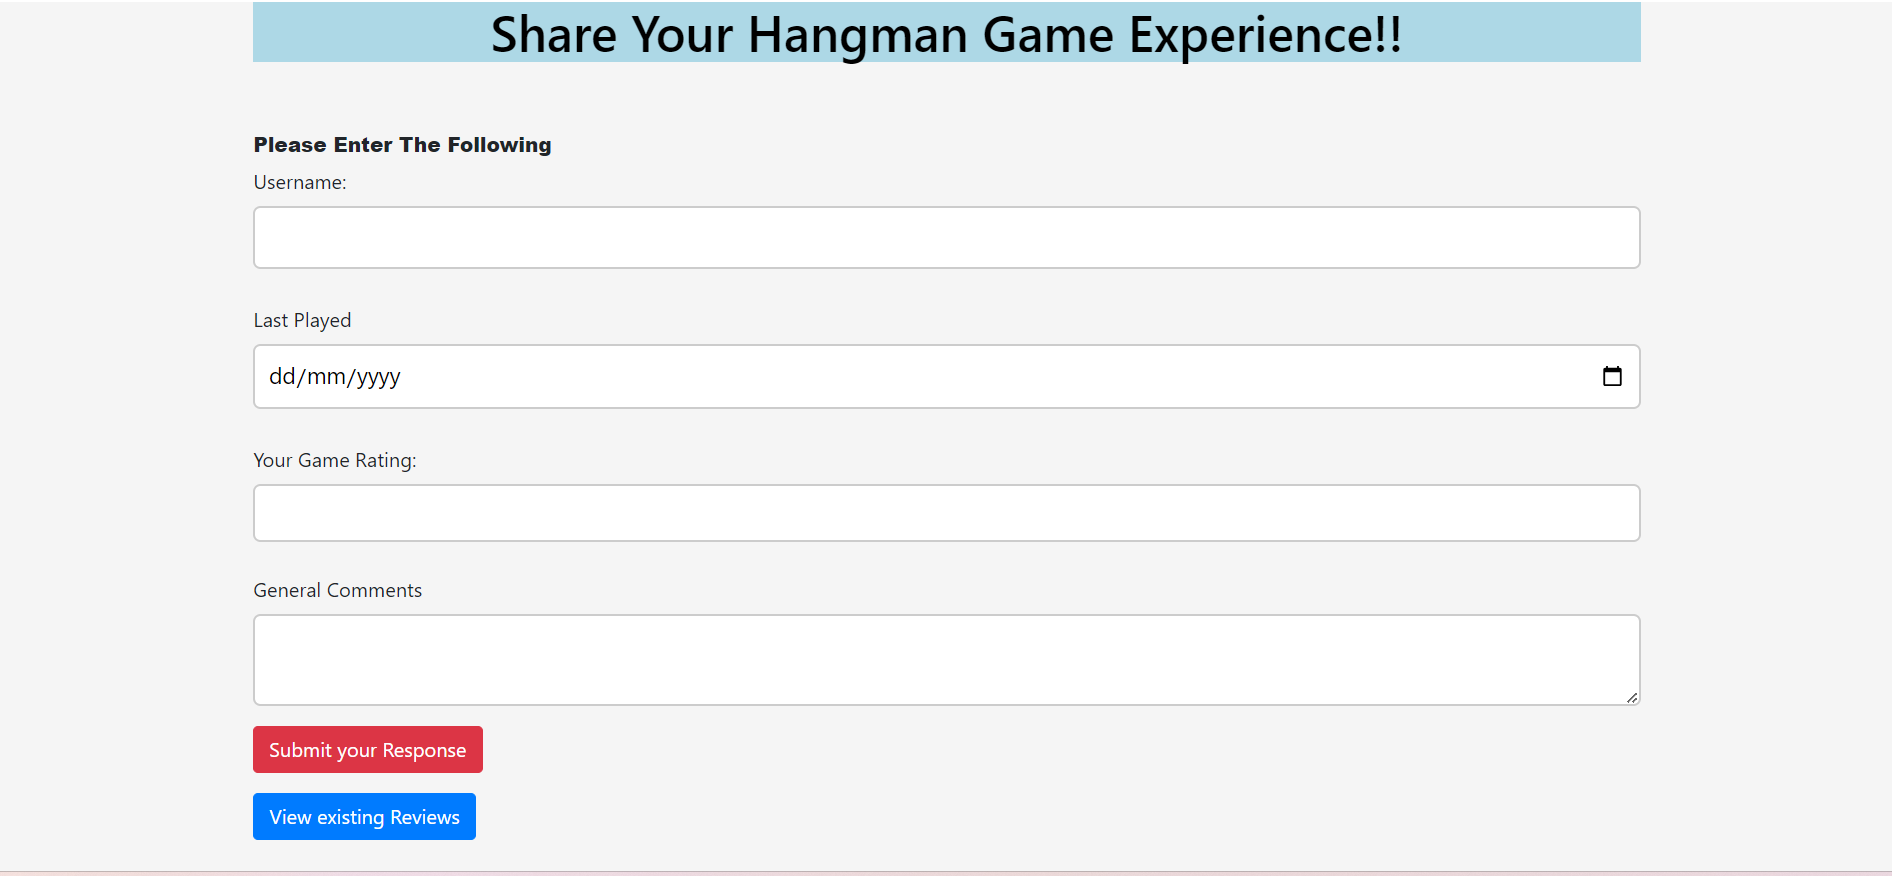 Share Your Hangman Game Experience!!
Please Enter The Following
Username:
Last Played
dd/mm/yyyy
Your Game Rating:
General Comments
Submit your Response
View existing Reviews